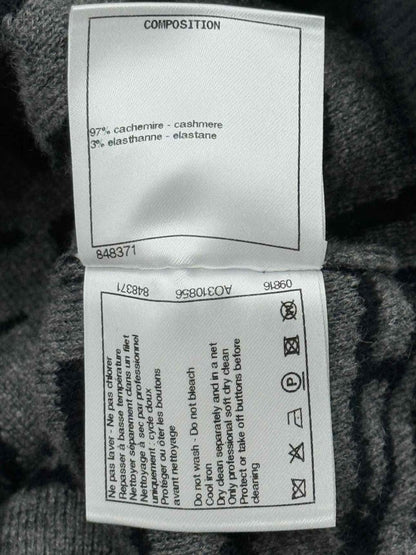 COMPOSITION
97% cachemire - cashmere
3% elasthanne - elastane
848371
848371
AO310856
09816
Ne pas laver - Ne pas chlorer
Repasser à basse température
Nettoyer séparément dans un filet
Nettoyage à sec par professionnel
uniquement - cycle doux
Protéger ou ôter les boutons
avant nettoyage
Do not wash - Do not bleach
Cool iron
Dry clean separately and in a net
Only professional soft dry clean
Protect or take off buttons before
cleaning
P